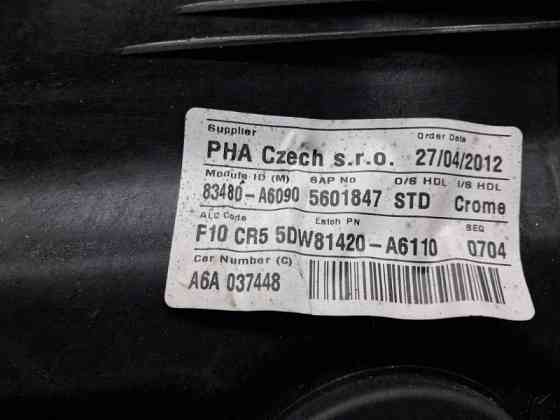 Supplier Order Date
PHA Czech s.r.o. 27/04/2012
Module ID (M) SAP No O/S HDL I/S HDL
83480-A6090 5601847 STD Crome
ALC Code Latch PN SEQ
F10 CR5 5DW81420-A6110 0704
Car Number (C)
A6A 037448